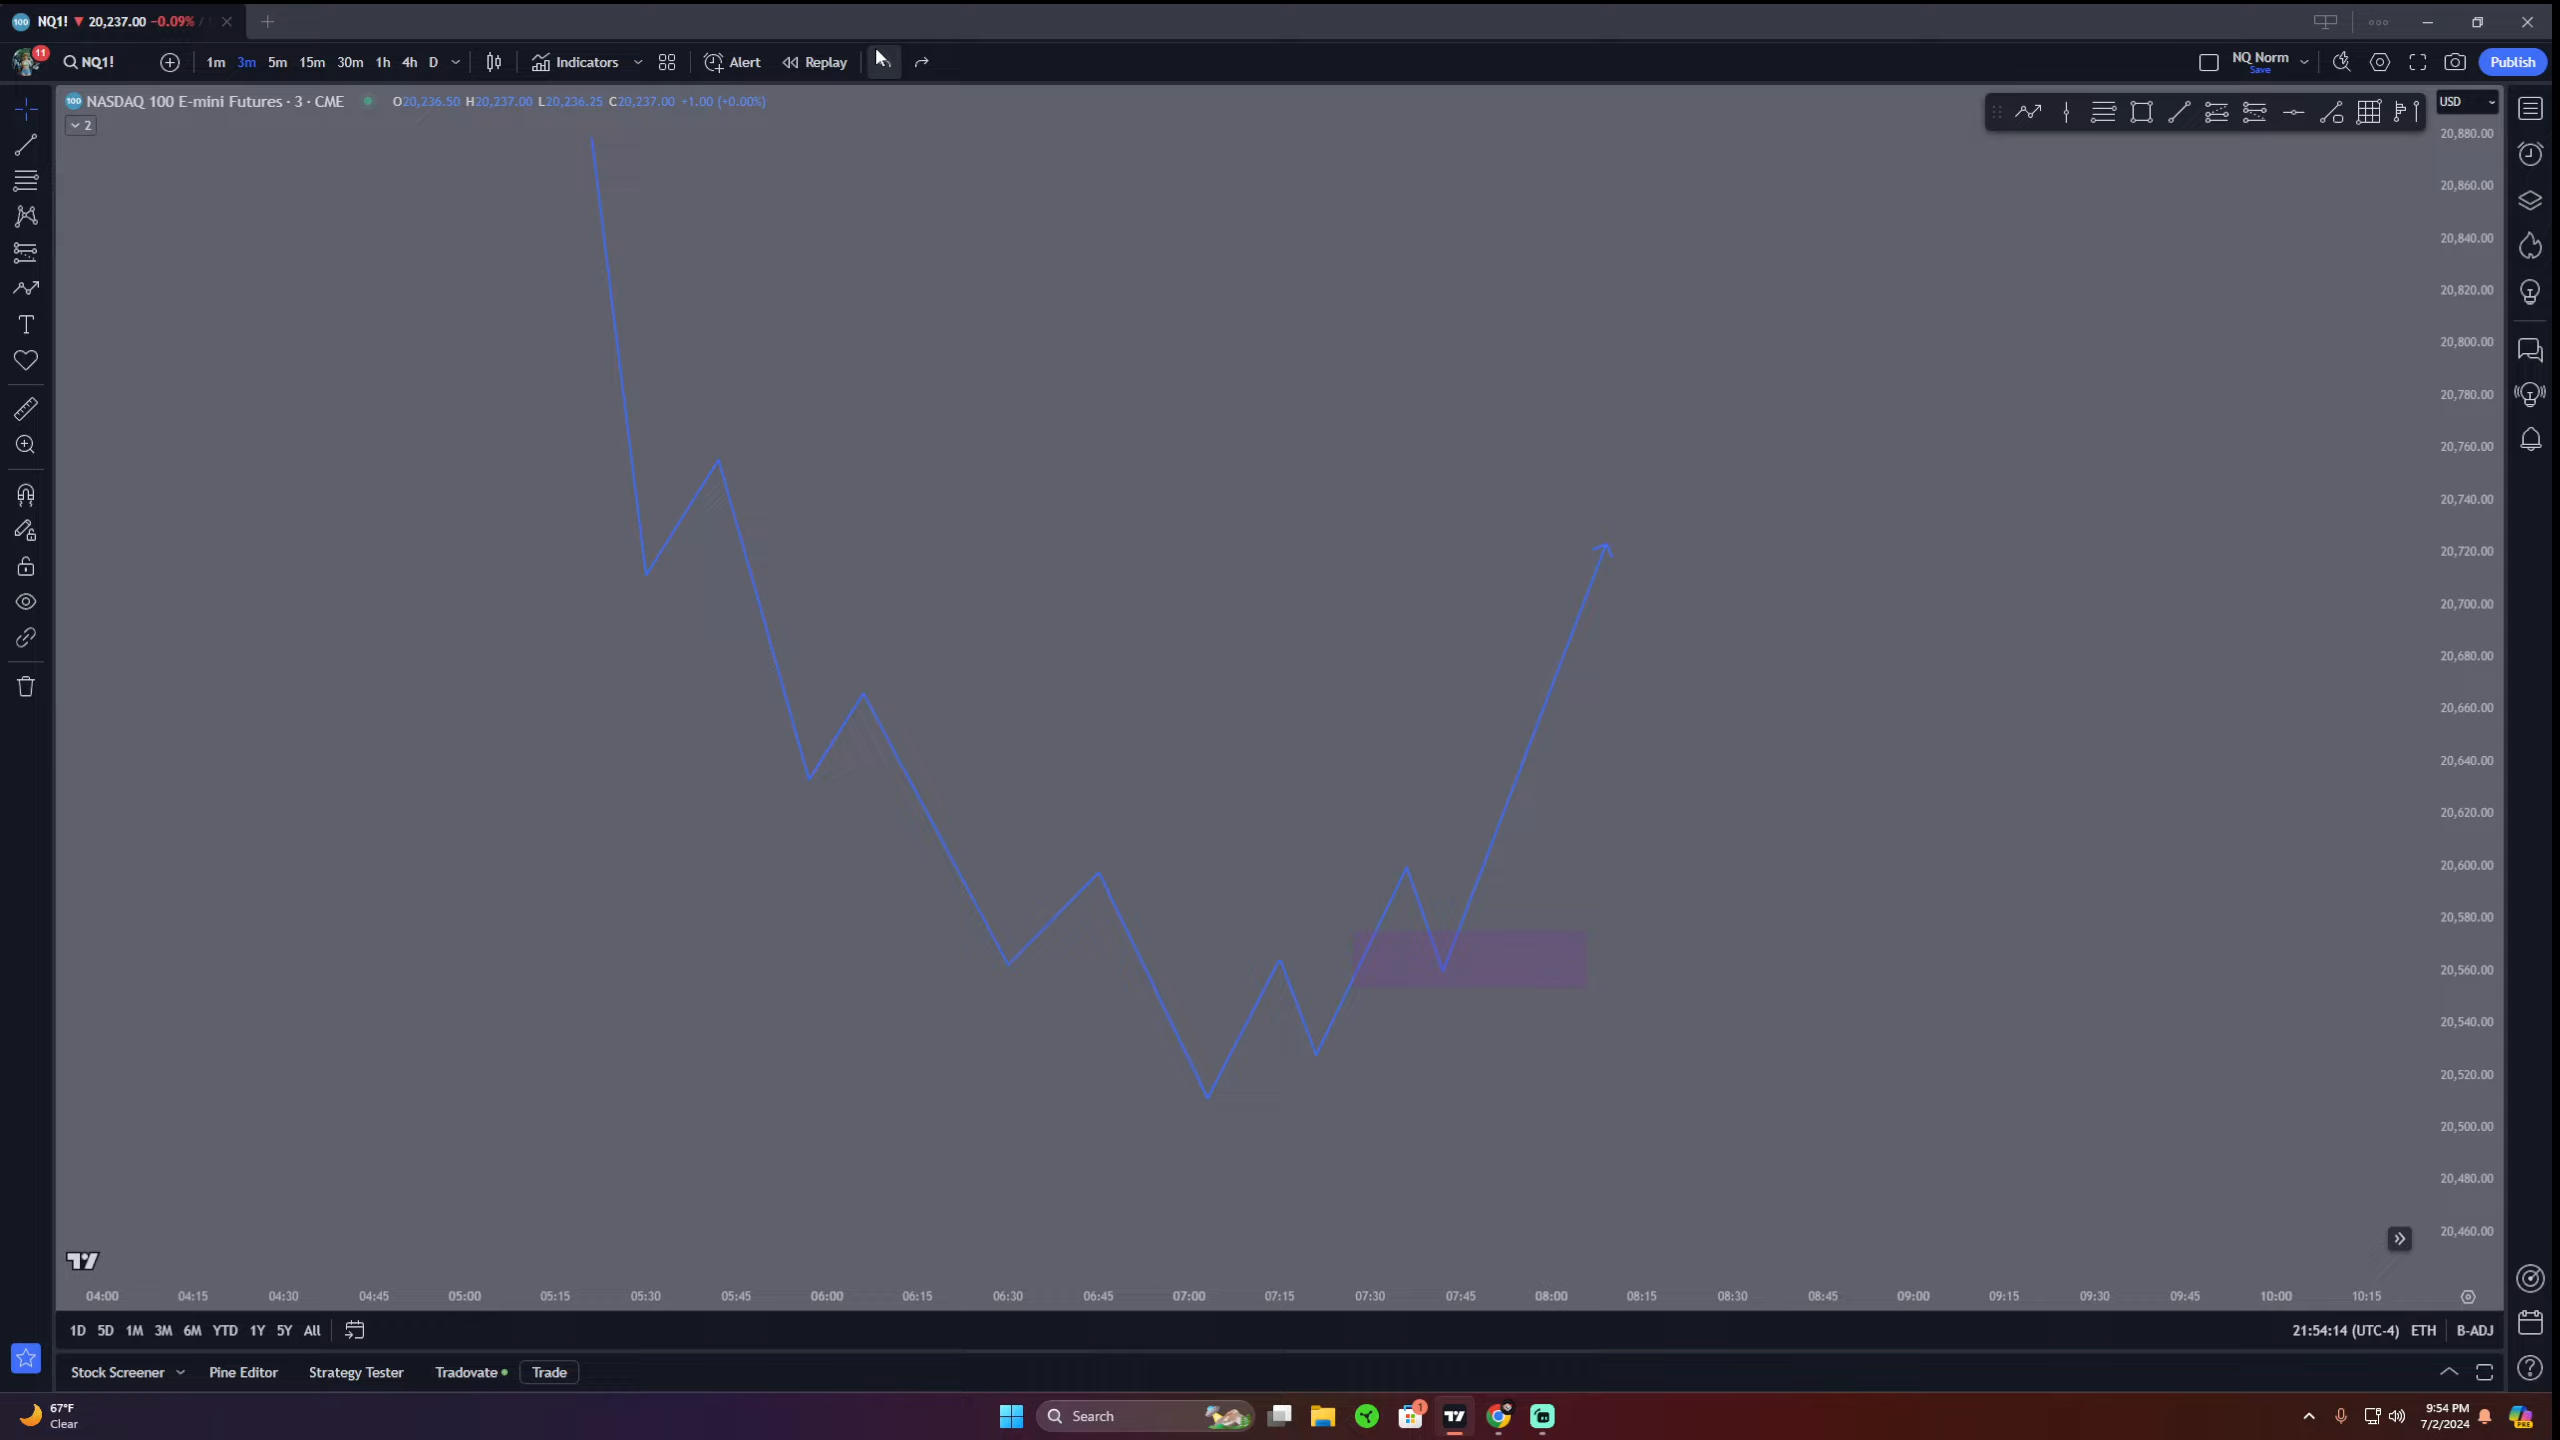 NQ1! ▼ 20,237.00 −0.09% /
11 NQ1! 1m 3m 5m 15m 30m 1h 4h D Indicators Alert Replay NQ Norm Save Publish
NASDAQ 100 E-mini Futures · 3 · CME O20,236.50 H20,237.00 L20,236.25 C20,237.00 +1.00 (+0.00%)
2
USD
20,880.00
20,860.00
20,840.00
20,820.00
20,800.00
20,780.00
20,760.00
20,740.00
20,720.00
20,700.00
20,680.00
20,660.00
20,640.00
20,620.00
20,600.00
20,580.00
20,560.00
20,540.00
20,520.00
20,500.00
20,480.00
20,460.00
04:00 04:15 04:30 04:45 05:00 05:15 05:30 05:45 06:00 06:15 06:30 06:45 07:00 07:15 07:30 07:45 08:00 08:15 08:30 08:45 09:00 09:15 09:30 09:45 10:00 10:15
1D 5D 1M 3M 6M YTD 1Y 5Y All 21:54:14 (UTC-4) ETH B-ADJ
Stock Screener Pine Editor Strategy Tester Tradovate Trade
67°F
Clear
Search
1
9:54 PM
7/2/2024